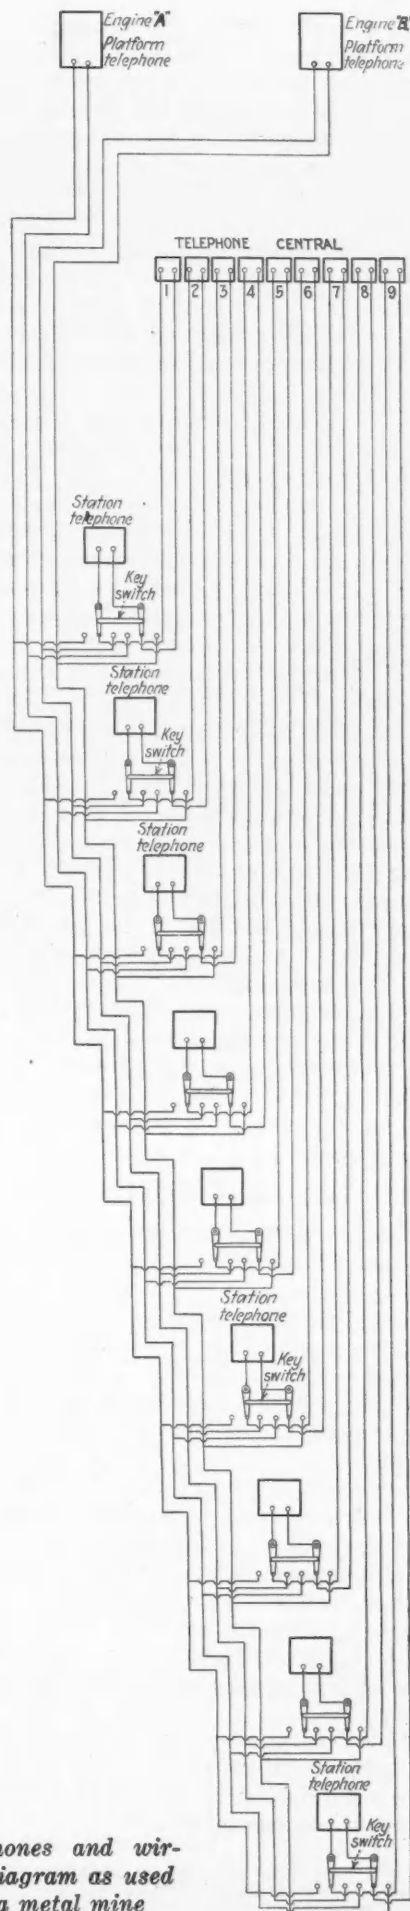 Engine "A"
Platform
telephone
Engine "B"
Platform
telephone
TELEPHONE CENTRAL
1 2 3 4 5 6 7 8 9
Station
telephone
Key
switch
Station
telephone
Key
switch
Station
telephone
Station
telephone
Key
switch
Station
telephone
Key
switch
hones and wir-
iagram as used
a metal mine